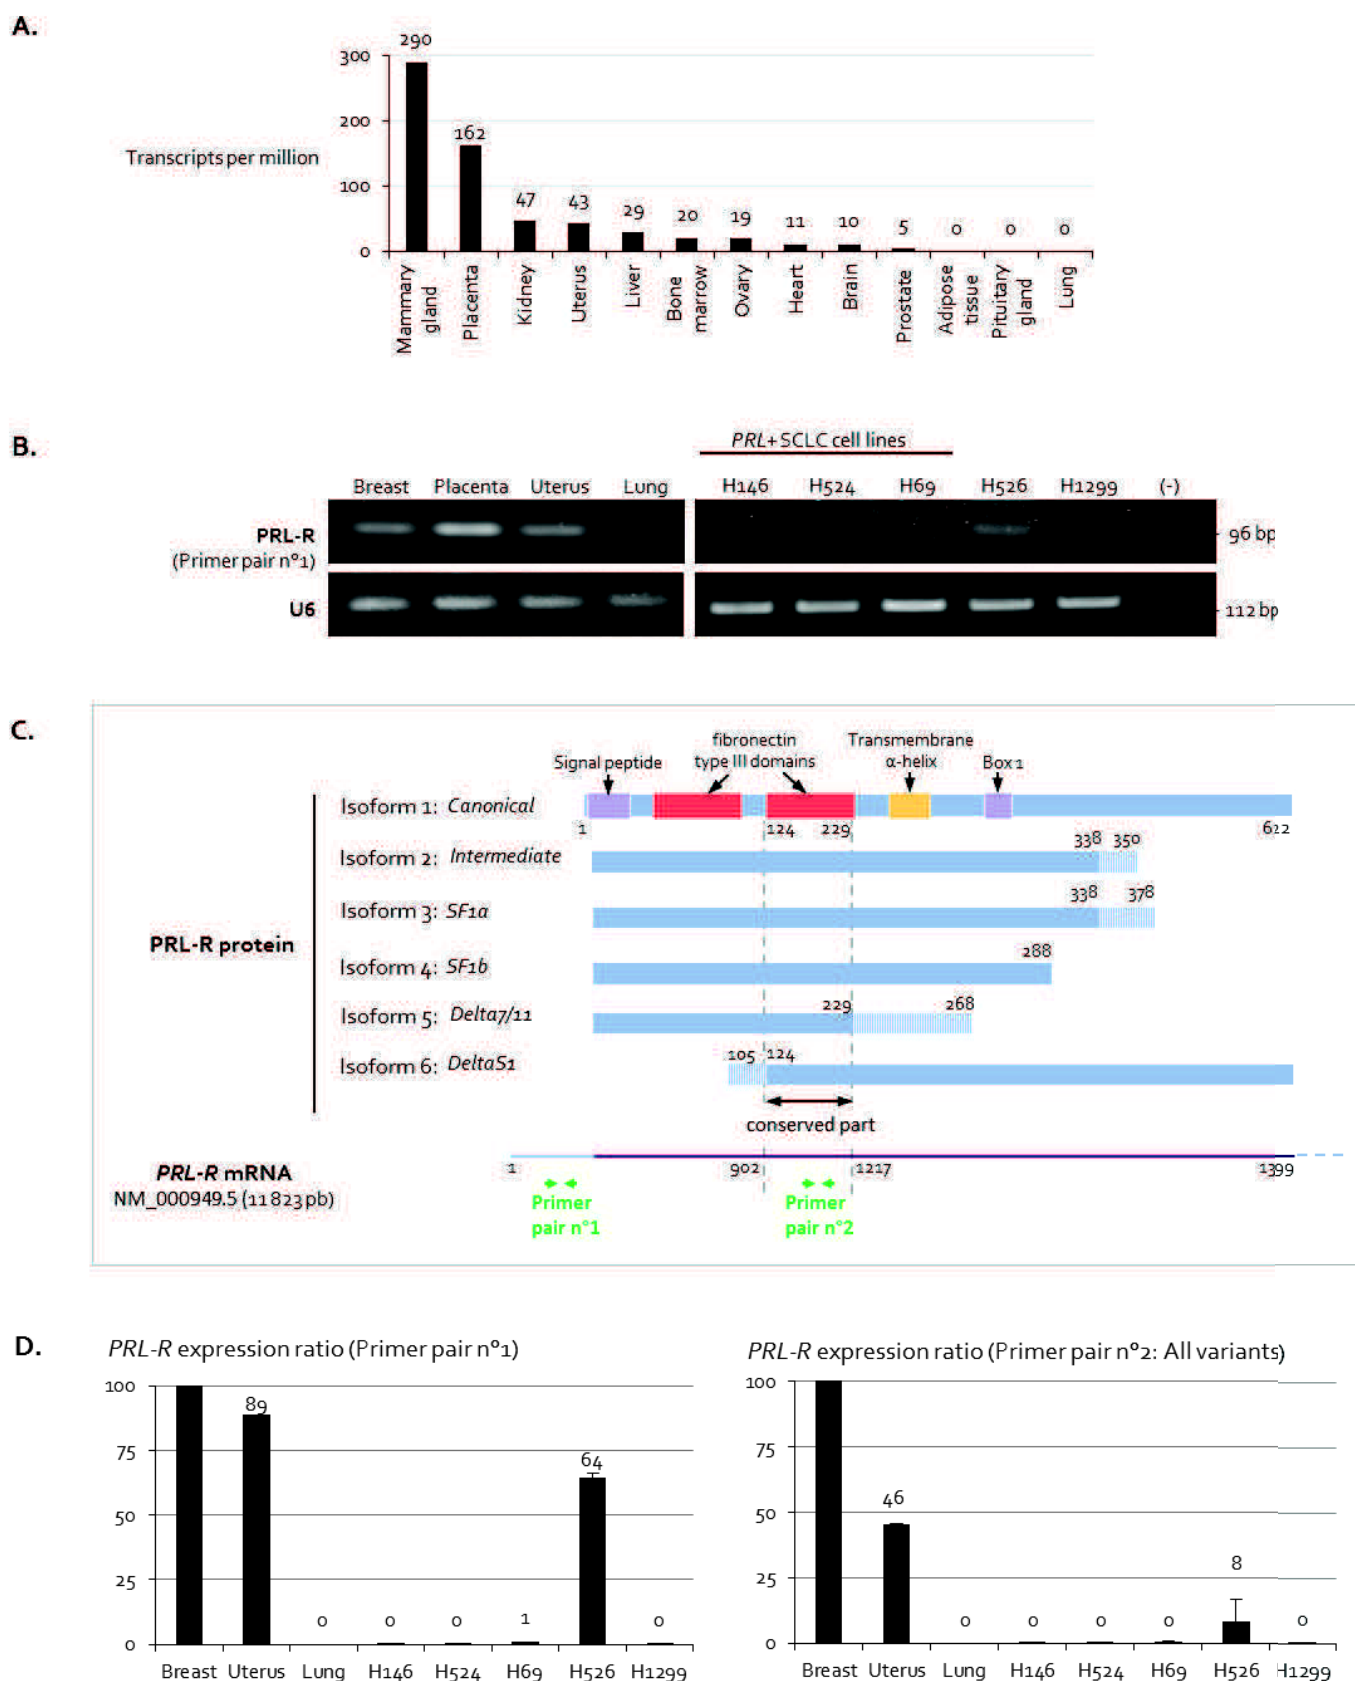 A.
290
300
200
100
0
Transcripts per million
162
47
43
29
20
19
11
10
5
0
0
0
Mammary gland
Placenta
Kidney
Uterus
Liver
Bone marrow
Ovary
Heart
Brain
Prostate
Adipose tissue
Pituitary gland
Lung
B.
PRL+ SCLC cell lines
Breast Placenta Uterus Lung H146 H524 H69 H526 H1299 (-)
PRL-R
(Primer pair n°1)
96 bp
U6
112 bp
C.
Signal peptide
fibronectin
type III domains
Transmembrane
α-helix
Box 1
Isoform 1: Canonical
1 124 229 622
Isoform 2: Intermediate
338 350
Isoform 3: SF1a
338 378
PRL-R protein
Isoform 4: SF1b
288
Isoform 5: Delta7/11
229 268
Isoform 6: DeltaS1
105 124
conserved part
PRL-R mRNA
NM_000949.5 (11 823 pb)
1 902 1217 1399
Primer
pair n°1
Primer
pair n°2
D.
PRL-R expression ratio (Primer pair n°1)
100
75
50
25
0
89
0
0
0
1
64
0
Breast Uterus Lung H146 H524 H69 H526 H1299
PRL-R expression ratio (Primer pair n°2: All variants)
100
75
50
25
0
46
0
0
0
0
8
0
Breast Uterus Lung H146 H524 H69 H526 H1299